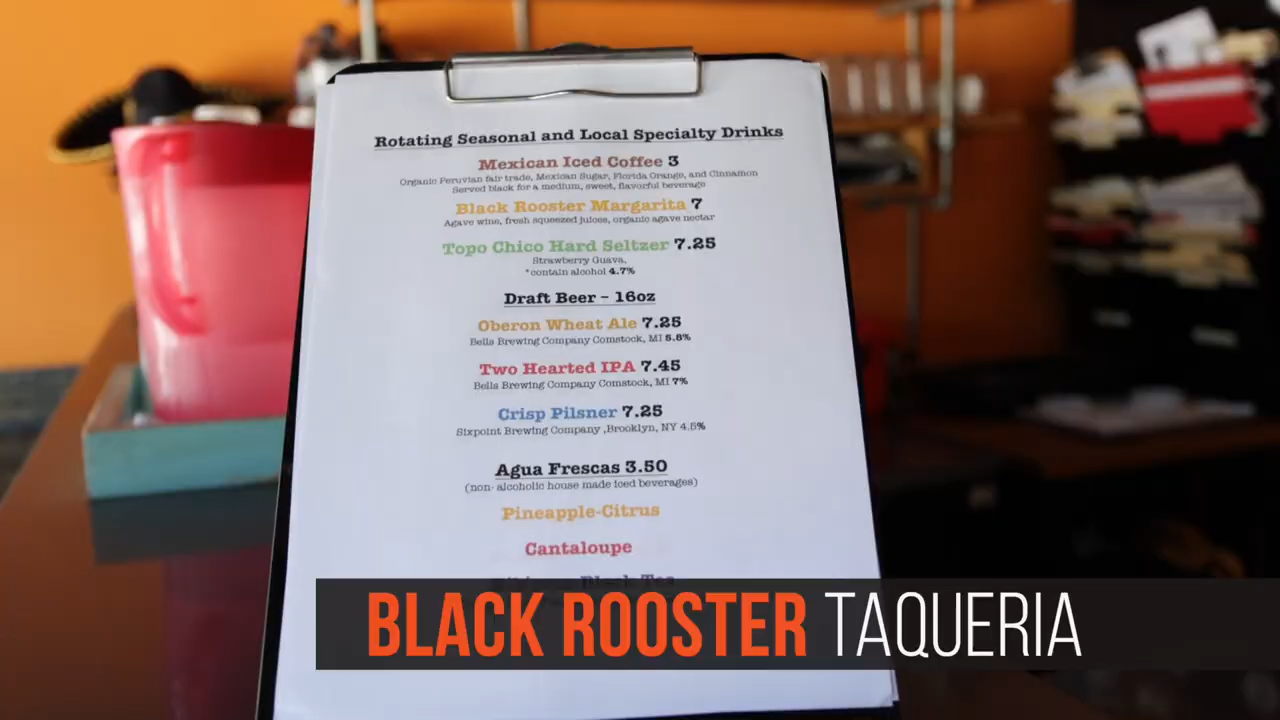 Rotating Seasonal and Local Specialty Drinks
Mexican Iced Coffee 3
Organic Peruvian fair trade, Mexican Sugar, Florida Orange, and Cinnamon
Served black for a medium, sweet, flavorful beverage
Black Rooster Margarita 7
Agave wine, fresh squeezed juices, organic agave nectar
Topo Chico Hard Seltzer 7.25
Strawberry Guava,
*contain alcohol 4.7%
Draft Beer – 16oz
Oberon Wheat Ale 7.25
Bells Brewing Company Comstock, MI 5.8%
Two Hearted IPA 7.45
Bells Brewing Company Comstock, MI 7%
Crisp Pilsner 7.25
Sixpoint Brewing Company ,Brooklyn, NY 4.5%
Agua Frescas 3.50
(non- alcoholic house made iced beverages)
Pineapple-Citrus
Cantaloupe
Black Tea
BLACK ROOSTER TAQUERIA